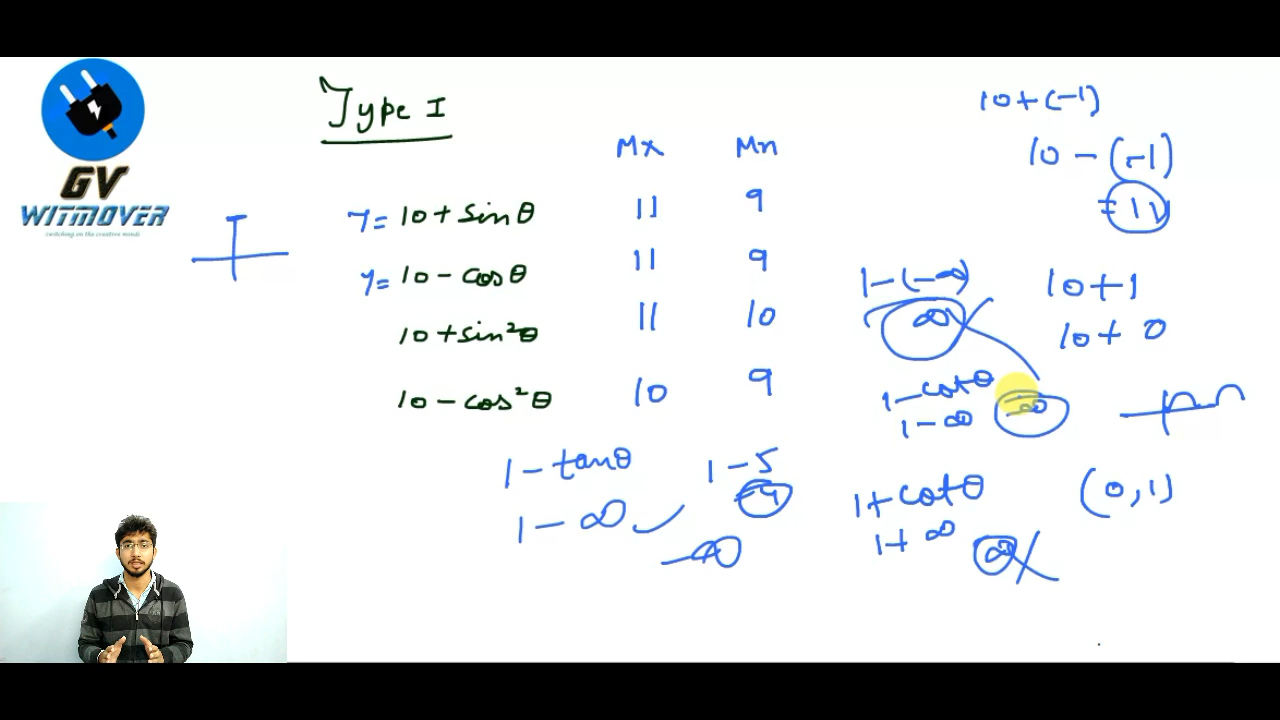 GV
WITMOVER
switching on the creative minds
Type I
Mx Mn
y = 10 + sin θ 11 9
y = 10 - cos θ 11 9
10 + sin²θ 11 10
10 - cos²θ 10 9
10 + (-1)
10 - (-1)
= 11
1 - (-∞)
∞
10 + 1
10 + 0
1 - cot θ
1 - ∞
1 - tan θ
1 - ∞
1 - 5
-4
1 + cot θ
1 + ∞
∞
(0, 1)